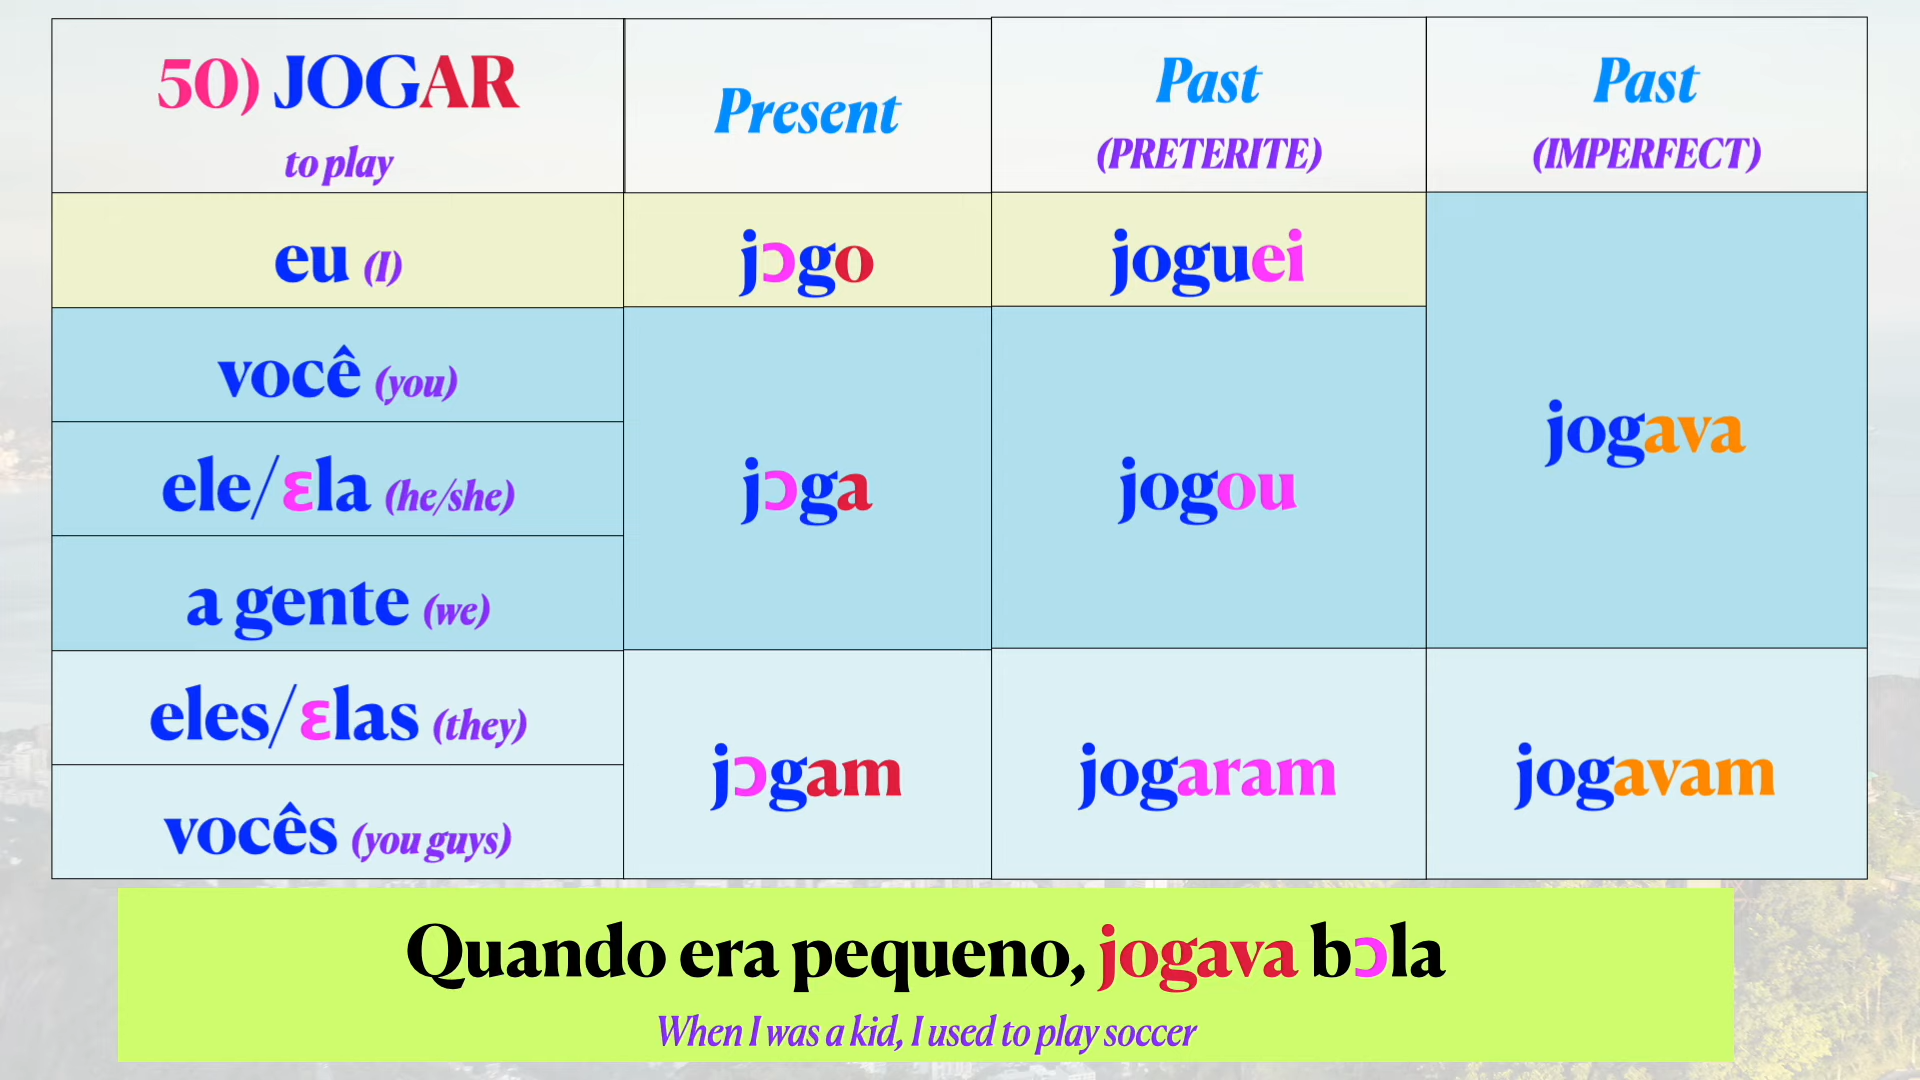 50) JOGAR
to play
Present
Past
(PRETERITE)
Past
(IMPERFECT)
eu (I)
jɔgo
joguei
jogava
você (you)
ele/ɛla (he/she)
jɔga
jogou
a gente (we)
eles/ɛlas (they)
jɔgam
jogaram
jogavam
vocês (you guys)
Quando era pequeno, jogava bɔla
When I was a kid, I used to play soccer